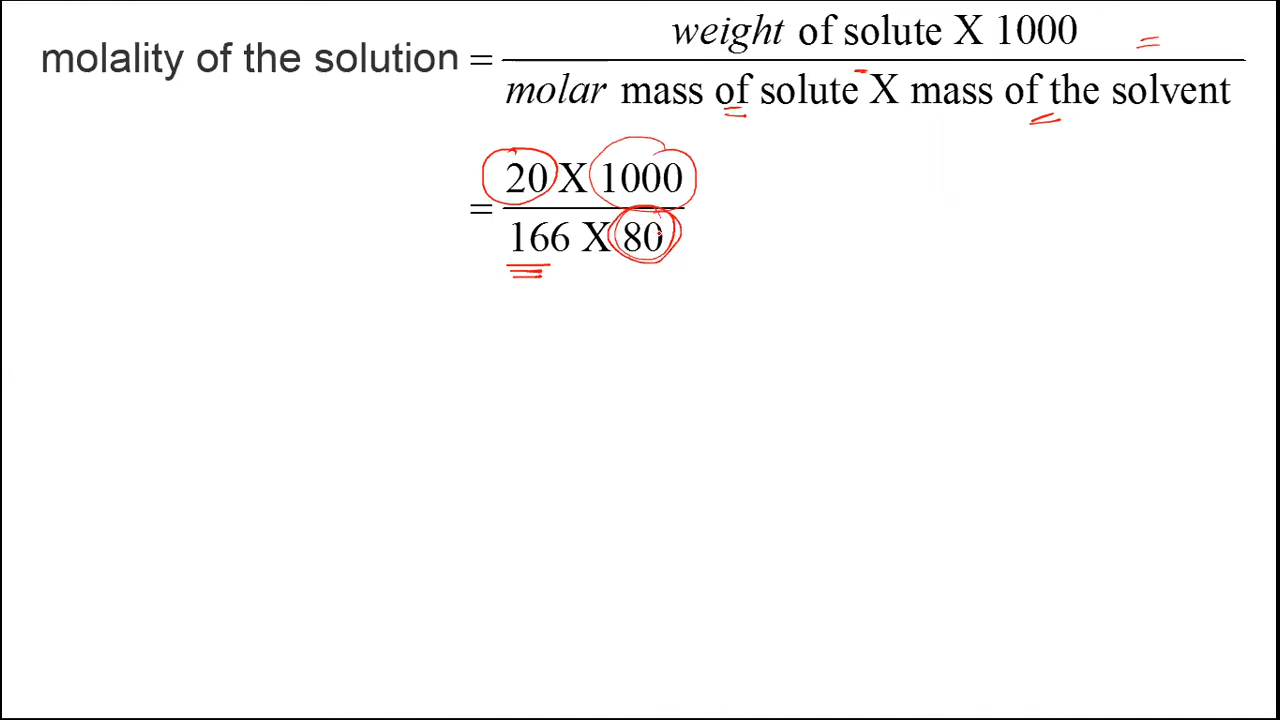 molality of the solution = weight of solute X 1000
molar mass of solute X mass of the solvent
= 20 X 1000
166 X 80